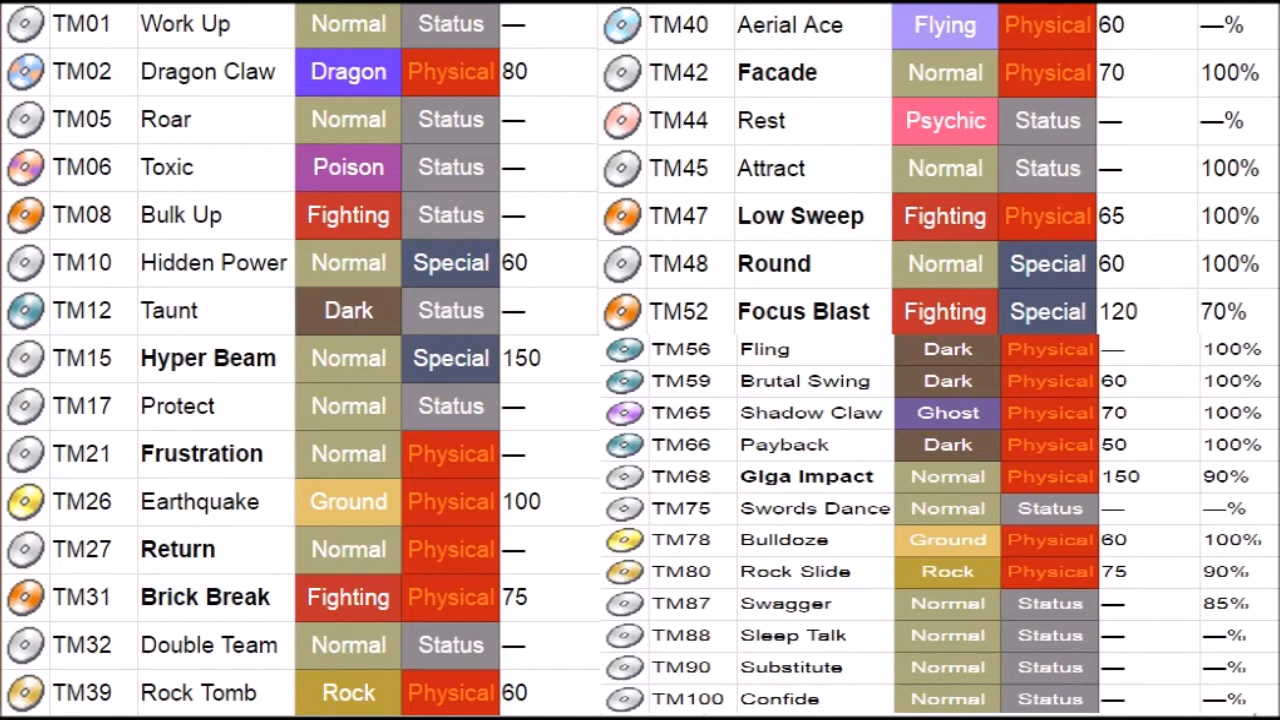 TM01 Work Up Normal Status —
TM02 Dragon Claw Dragon Physical 80
TM05 Roar Normal Status —
TM06 Toxic Poison Status —
TM08 Bulk Up Fighting Status —
TM10 Hidden Power Normal Special 60
TM12 Taunt Dark Status —
TM15 Hyper Beam Normal Special 150
TM17 Protect Normal Status —
TM21 Frustration Normal Physical —
TM26 Earthquake Ground Physical 100
TM27 Return Normal Physical —
TM31 Brick Break Fighting Physical 75
TM32 Double Team Normal Status —
TM39 Rock Tomb Rock Physical 60
TM40 Aerial Ace Flying Physical 60 —%
TM42 Facade Normal Physical 70 100%
TM44 Rest Psychic Status — —%
TM45 Attract Normal Status — 100%
TM47 Low Sweep Fighting Physical 65 100%
TM48 Round Normal Special 60 100%
TM52 Focus Blast Fighting Special 120 70%
TM56 Fling Dark Physical — 100%
TM59 Brutal Swing Dark Physical 60 100%
TM65 Shadow Claw Ghost Physical 70 100%
TM66 Payback Dark Physical 50 100%
TM68 Giga Impact Normal Physical 150 90%
TM75 Swords Dance Normal Status — —%
TM78 Bulldoze Ground Physical 60 100%
TM80 Rock Slide Rock Physical 75 90%
TM87 Swagger Normal Status — 85%
TM88 Sleep Talk Normal Status — —%
TM90 Substitute Normal Status — —%
TM100 Confide Normal Status — —%